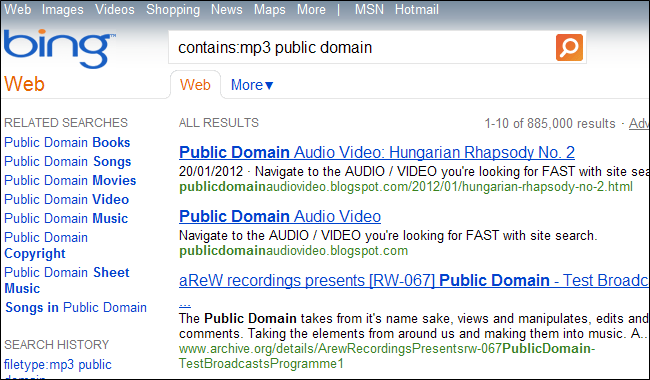 Web Images Videos Shopping News Maps More | MSN Hotmail
bing™
contains:mp3 public domain
Web
Web More▼
RELATED SEARCHES
Public Domain Books
Public Domain Songs
Public Domain Movies
Public Domain Video
Public Domain Music
Public Domain
Copyright
Public Domain Sheet
Music
Songs in Public Domain
SEARCH HISTORY
filetype:mp3 public
ALL RESULTS 1-10 of 885,000 results · Adv
Public Domain Audio Video: Hungarian Rhapsody No. 2
20/01/2012 · Navigate to the AUDIO / VIDEO you're looking for FAST with site sea
publicdomainaudiovideo.blogspot.com/2012/01/hungarian-rhapsody-no-2.html
Public Domain Audio Video
Navigate to the AUDIO / VIDEO you're looking for FAST with site search.
publicdomainaudiovideo.blogspot.com
aReW recordings presents [RW-067] Public Domain - Test Broadc
...
The Public Domain takes from it's name sake, views and manipulates, edits and
comments. Taking the elements from around us and making them into music. A...
www.archive.org/details/ArewRecordingsPresentsrw-067PublicDomain-
TestBroadcastsProgramme1